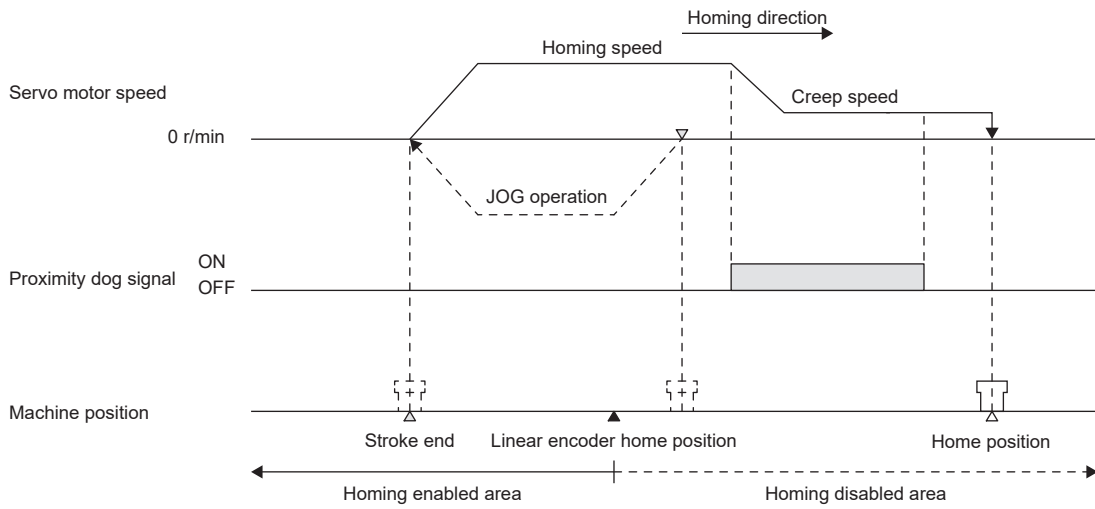 Homing direction
Homing speed
Servo motor speed
Creep speed
0 r/min
JOG operation
ON
Proximity dog signal
OFF
Machine position
Stroke end
Linear encoder home position
Home position
Homing enabled area
Homing disabled area